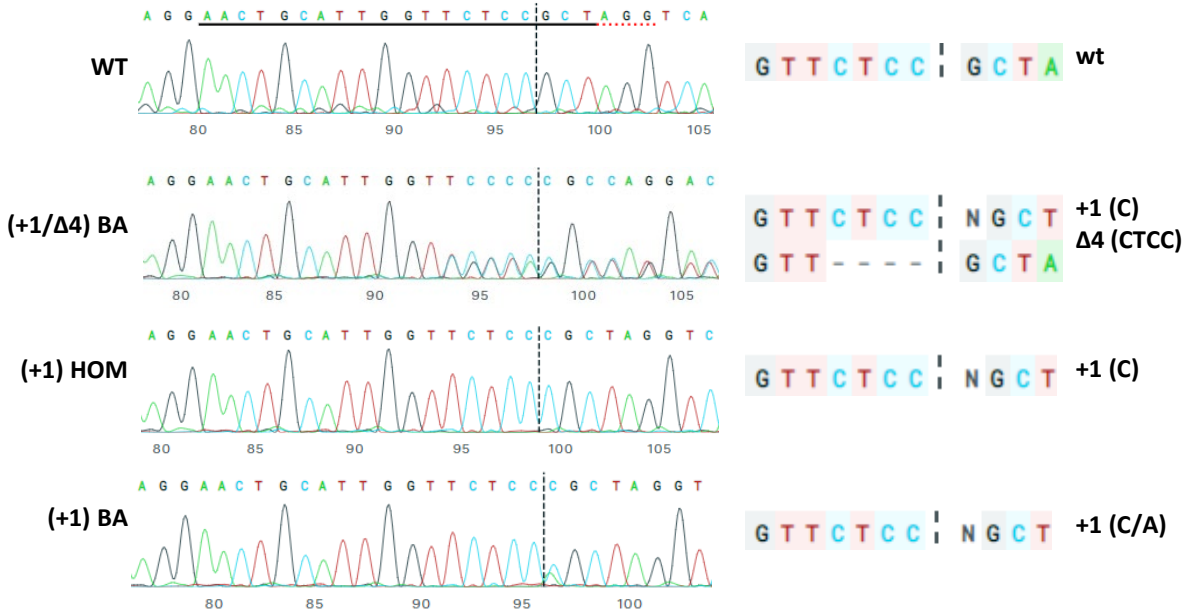 A G G A A C T G C A T T G G T T C T C C G C T A G G T C A
WT
80 85 90 95 100 105
G T T C T C C ¦ G C T A wt
A G G A A C T G C A T T G G T T C C C C C G C C A G G A C
(+1/Δ4) BA
80 85 90 95 100 105
G T T C T C C ¦ N G C T +1 (C)
Δ4 (CTCC)
G T T - - - - ¦ G C T A
A G G A A C T G C A T T G G T T C T C C C G C T A G G T C
(+1) HOM
80 85 90 95 100 105
G T T C T C C ¦ N G C T +1 (C)
A G G A A C T G C A T T G G T T C T C C C G C T A G G T
(+1) BA
80 85 90 95 100
G T T C T C C ¦ N G C T +1 (C/A)